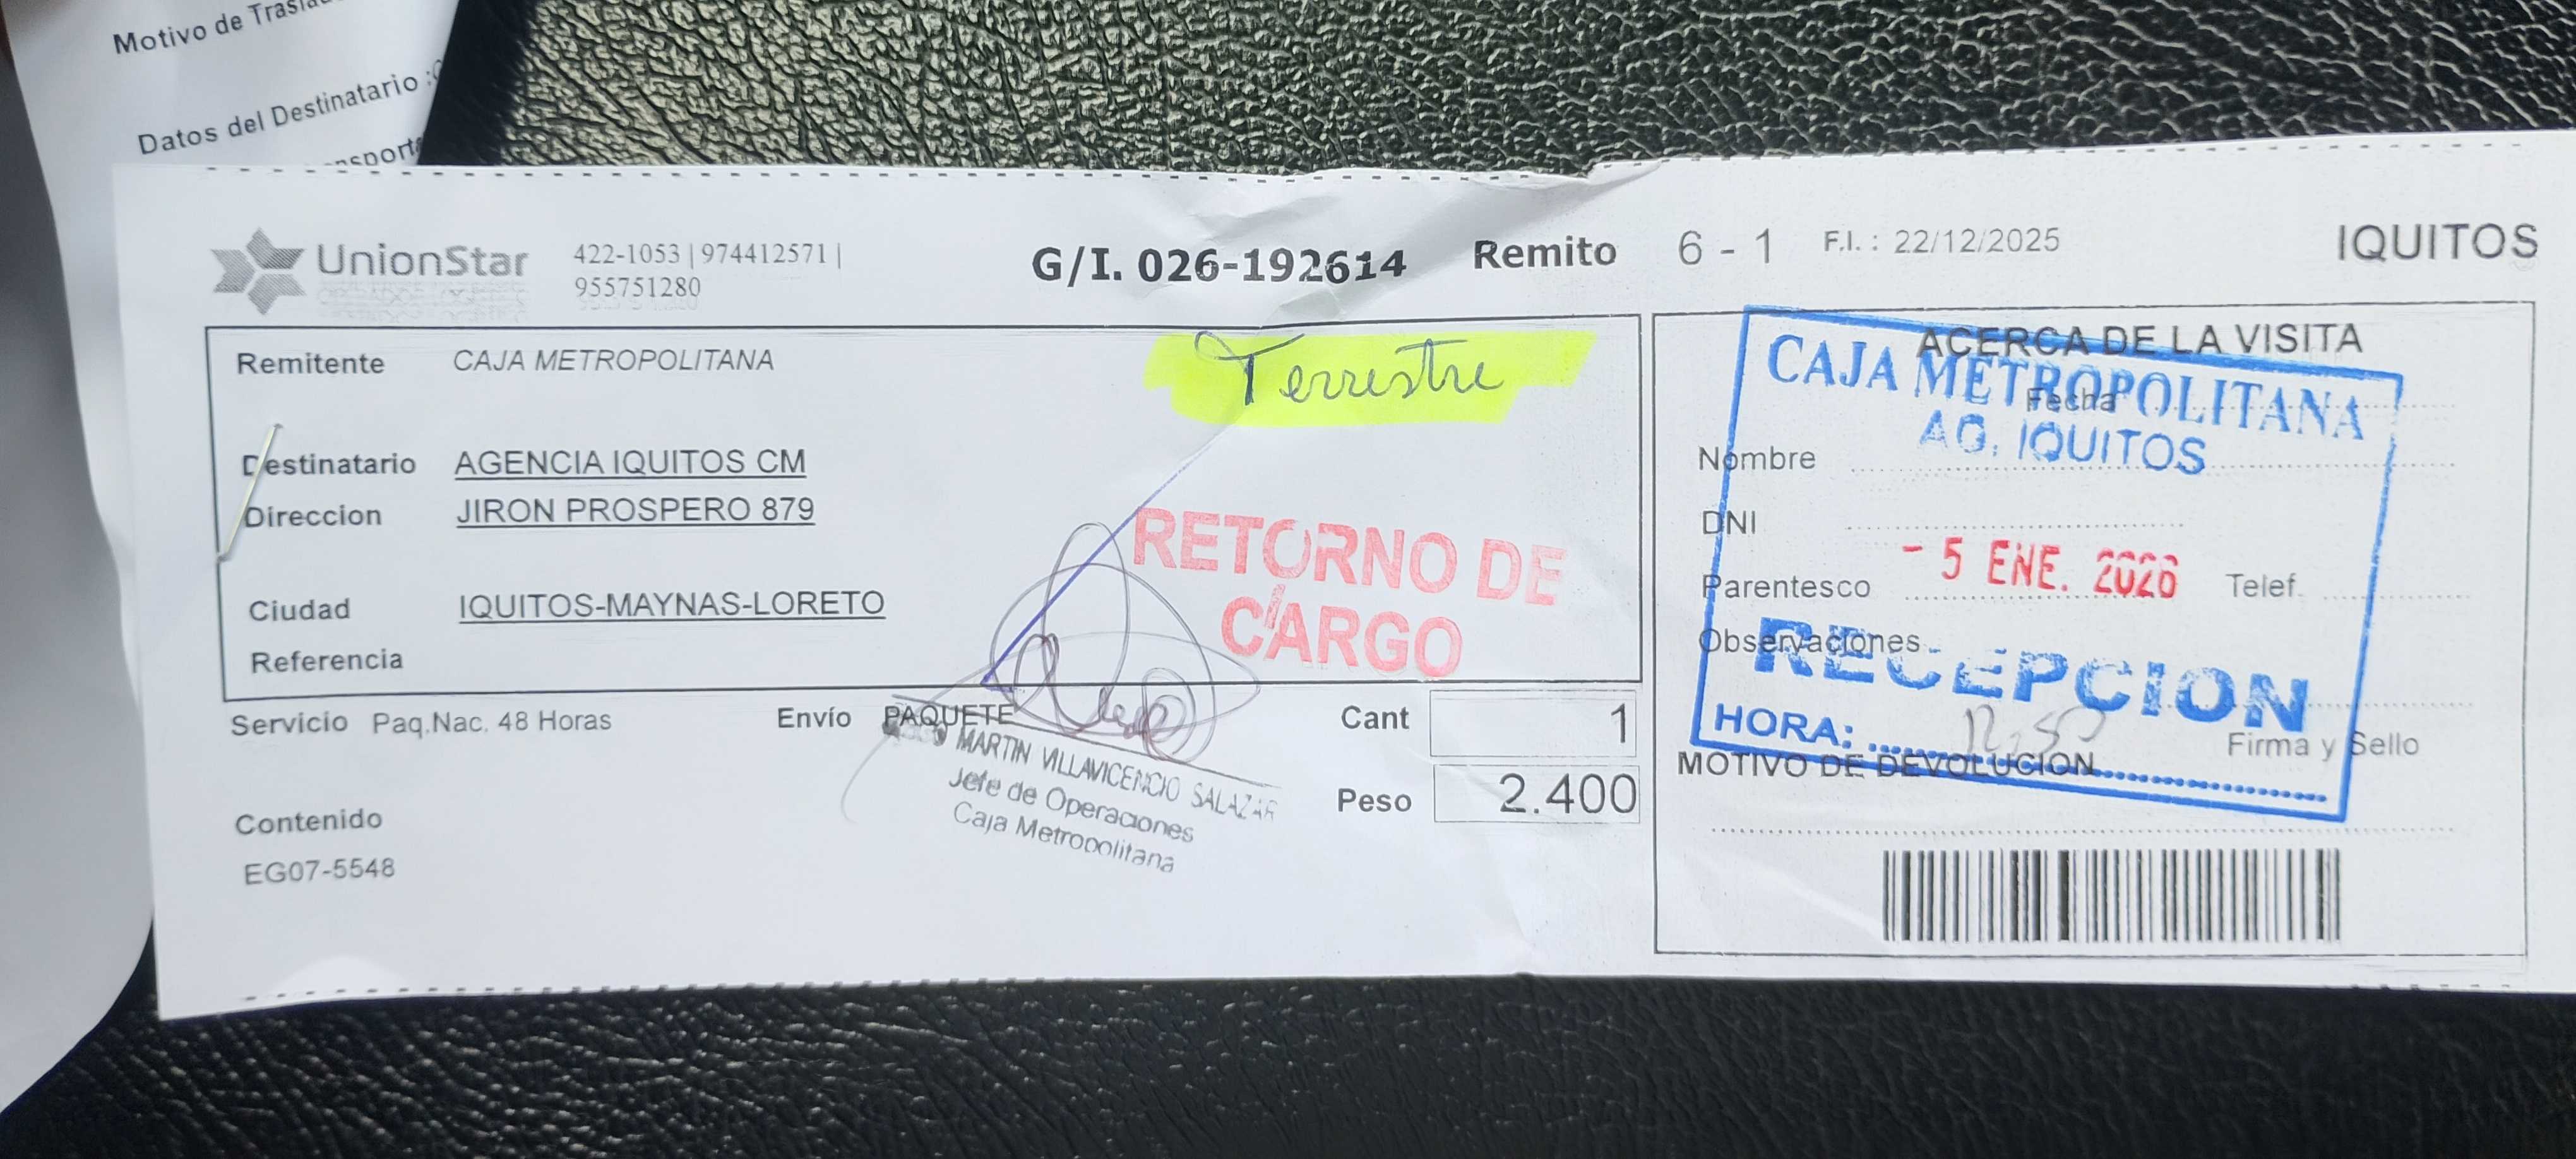 Motivo de
Datos del Destinatario :
UnionStar
422-1053 | 974412571 |
955751280
G/I. 026-192614
Remito 6 - 1
F.I. : 22/12/2025
IQUITOS
Remitente CAJA METROPOLITANA
Terrestre
Destinatario AGENCIA IQUITOS CM
Direccion JIRON PROSPERO 879
Ciudad IQUITOS-MAYNAS-LORETO
Referencia
RETORNO DE
CARGO
Servicio Paq.Nac. 48 Horas
Envío PAQUETE
Cant 1
Peso 2.400
MARTIN VILLAVICENCIO SALAZAR
Jefe de Operaciones
Caja Metropolitana
Contenido
EG07-5548
ACERCA DE LA VISITA
Fecha
Nombre
DNI
Parentesco
Telef.
Observaciones
Firma y Sello
MOTIVO DE DEVOLUCION
CAJA METROPOLITANA
AG. IQUITOS
- 5 ENE. 2026
RECEPCION
HORA: 12:50